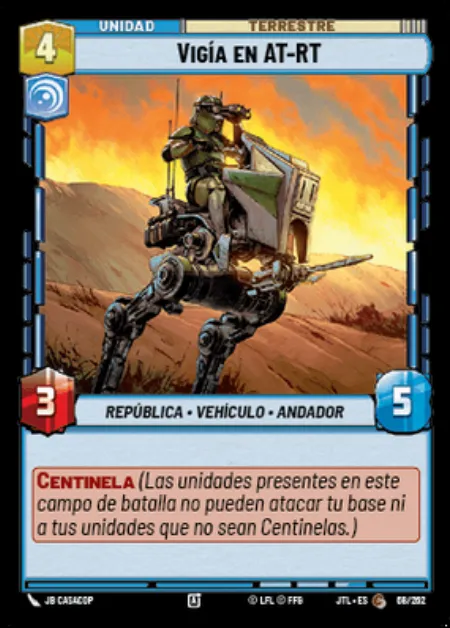 UNIDAD
TERRESTRE
4
VIGÍA EN AT-RT
3
REPÚBLICA • VEHÍCULO • ANDADOR
5
CENTINELA (Las unidades presentes en este
campo de batalla no pueden atacar tu base ni
a tus unidades que no sean Centinelas.)
JB CASACOP
A
© LFL © FFG
JTL • ES
68/262